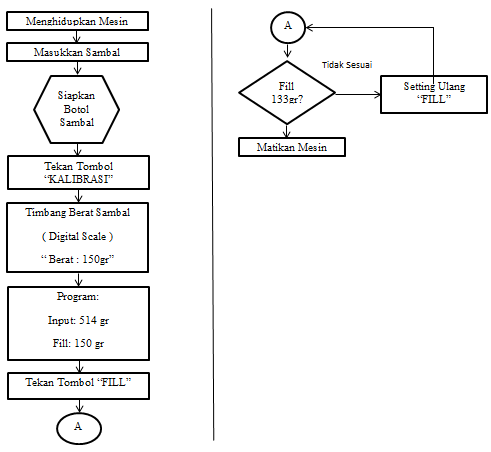 Menghidupkan Mesin
Masukkan Sambal
Siapkan
Botol
Sambal
Tekan Tombol
“KALIBRASI”
Timbang Berat Sambal
( Digital Scale )
“ Berat : 150gr”
Program:
Input: 514 gr
Fill: 150 gr
Tekan Tombol “FILL”
A
A
Fill
133gr?
Tidak Sesuai
Setting Ulang
“FILL”
Matikan Mesin